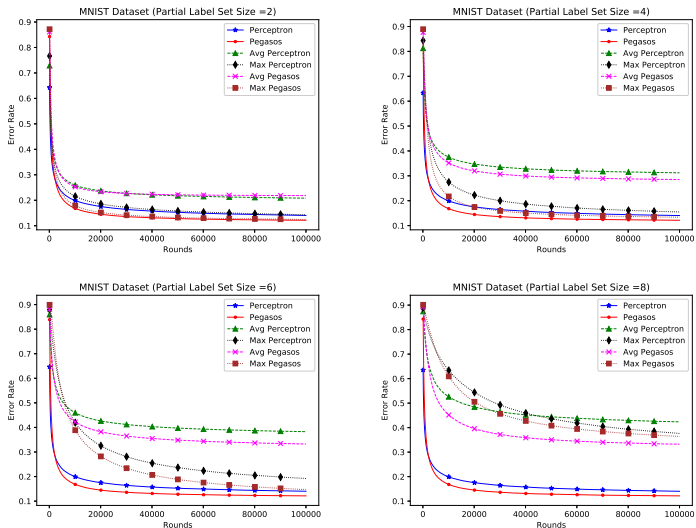 MNIST Dataset (Partial Label Set Size =2)
0.9
0.8
0.7
0.6
0.5
0.4
0.3
0.2
0.1
Error Rate
Perceptron
Pegasos
Avg Perceptron
Max Perceptron
Avg Pegasos
Max Pegasos
0 20000 40000 60000 80000 100000
Rounds
MNIST Dataset (Partial Label Set Size =4)
0.9
0.8
0.7
0.6
0.5
0.4
0.3
0.2
0.1
Error Rate
Perceptron
Pegasos
Avg Perceptron
Max Perceptron
Avg Pegasos
Max Pegasos
0 20000 40000 60000 80000 100000
Rounds
MNIST Dataset (Partial Label Set Size =6)
0.9
0.8
0.7
0.6
0.5
0.4
0.3
0.2
0.1
Error Rate
Perceptron
Pegasos
Avg Perceptron
Max Perceptron
Avg Pegasos
Max Pegasos
0 20000 40000 60000 80000 100000
Rounds
MNIST Dataset (Partial Label Set Size =8)
0.9
0.8
0.7
0.6
0.5
0.4
0.3
0.2
0.1
Error Rate
Perceptron
Pegasos
Avg Perceptron
Max Perceptron
Avg Pegasos
Max Pegasos
0 20000 40000 60000 80000 100000
Rounds